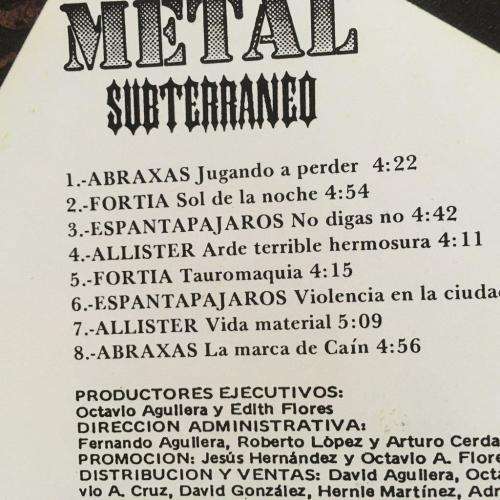 METAL
SUBTERRANEO
1.-ABRAXAS Jugando a perder 4:22
2.-FORTIA Sol de la noche 4:54
3.-ESPANTAPAJAROS No digas no 4:42
4.-ALLISTER Arde terrible hermosura 4:11
5.-FORTIA Tauromaquia 4:15
6.-ESPANTAPAJAROS Violencia en la ciuda
7.-ALLISTER Vida material 5:09
8.-ABRAXAS La marca de Caín 4:56
PRODUCTORES EJECUTIVOS:
Octavio Aguilera y Edith Flores
DIRECCION ADMINISTRATIVA:
Fernando Aguilera, Roberto López y Arturo Cerda
PROMOCION: Jesús Hernández y Octavio A. Flore
DISTRIBUCION Y VENTAS: David Aguilera, Octa
vio A. Cruz, David González, Hernie Martínez, Adr